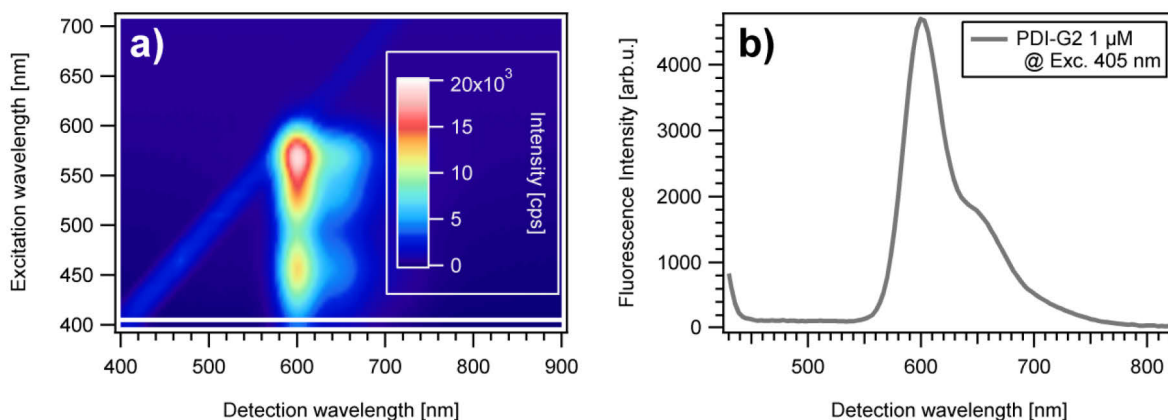 a)
Excitation wavelength [nm]
700
650
600
550
500
450
400
400 500 600 700 800 900
Detection wavelength [nm]
20x10³
15
10
5
0
Intensity [cps]
b)
Fluorescence Intensity [arb.u.]
4000
3000
2000
1000
0
500 600 700 800
Detection wavelength [nm]
PDI-G2 1 µM
@ Exc. 405 nm